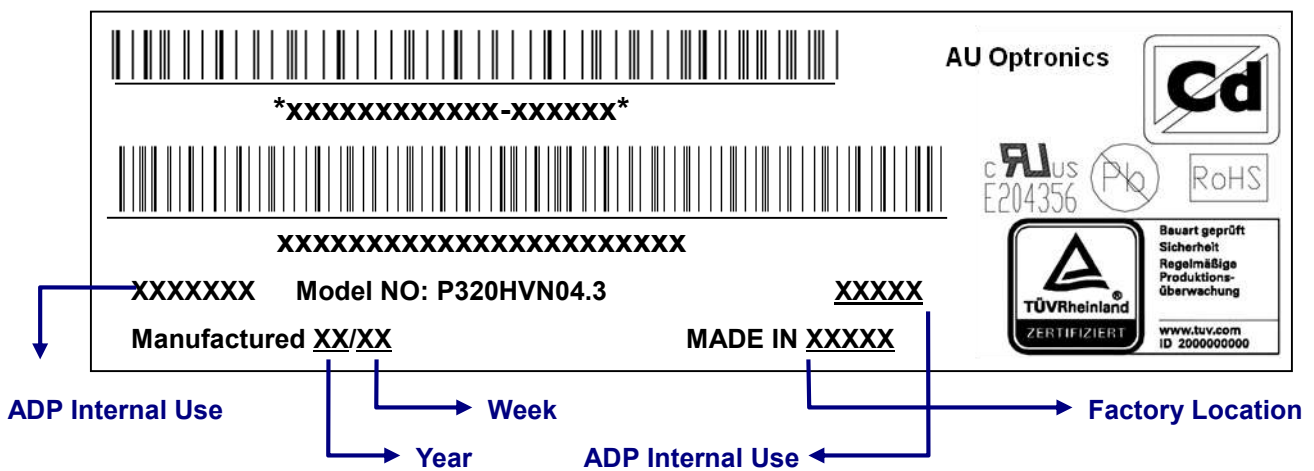 AU Optronics
Cd
*xxxxxxxxxxxx-xxxxxx*
c RU US
E204356
Pb
RoHS
xxxxxxxxxxxxxxxxxxxxxxx
XXXXXXX Model NO: P320HVN04.3 XXXXX
Manufactured XX/XX MADE IN XXXXX
TÜVRheinland®
ZERTIFIZIERT
Bauart geprüft
Sicherheit
Regelmäßige
Produktions-
überwachung
www.tuv.com
ID 2000000000
ADP Internal Use
Week
Factory Location
Year
ADP Internal Use